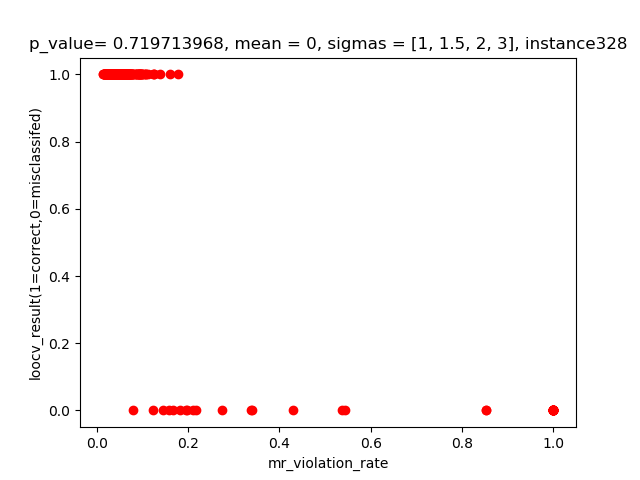 p_value= 0.719713968, mean = 0, sigmas = [1, 1.5, 2, 3], instance328
1.0
0.8
0.6
0.4
0.2
0.0
loocv_result(1=correct,0=misclassifed)
0.0 0.2 0.4 0.6 0.8 1.0
mr_violation_rate